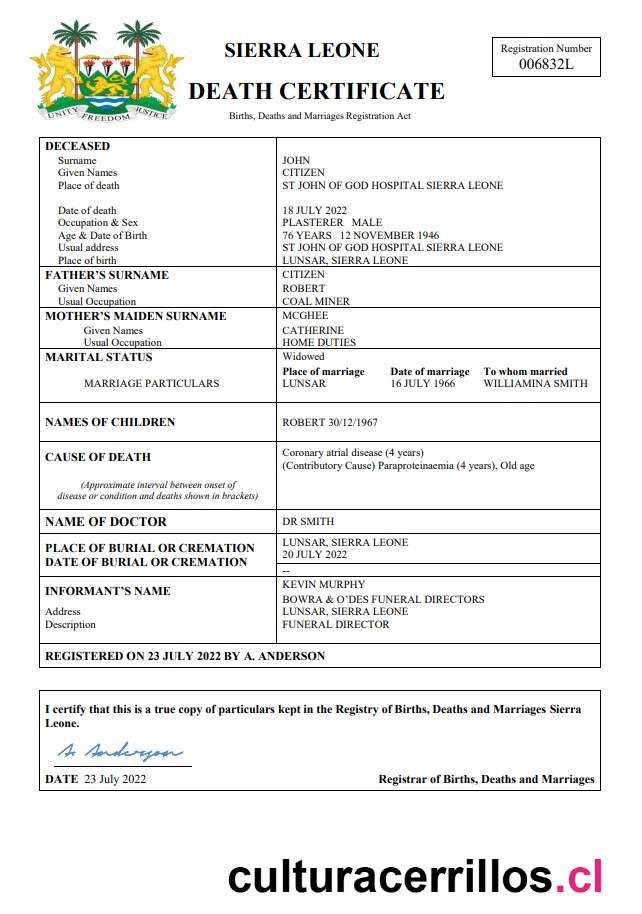 SIERRA LEONE
Registration Number
006832L
DEATH CERTIFICATE
Births, Deaths and Marriages Registration Act
UNITY FREEDOM JUSTICE
DECEASED
Surname JOHN
Given Names CITIZEN
Place of death ST JOHN OF GOD HOSPITAL SIERRA LEONE
Date of death 18 JULY 2022
Occupation & Sex PLASTERER MALE
Age & Date of Birth 76 YEARS 12 NOVEMBER 1946
Usual address ST JOHN OF GOD HOSPITAL SIERRA LEONE
Place of birth LUNSAR, SIERRA LEONE
FATHER'S SURNAME CITIZEN
Given Names ROBERT
Usual Occupation COAL MINER
MOTHER'S MAIDEN SURNAME MCGHEE
Given Names CATHERINE
Usual Occupation HOME DUTIES
MARITAL STATUS Widowed
Place of marriage Date of marriage To whom married
MARRIAGE PARTICULARS LUNSAR 16 JULY 1966 WILLIAMINA SMITH
NAMES OF CHILDREN ROBERT 30/12/1967
CAUSE OF DEATH Coronary atrial disease (4 years)
(Contributory Cause) Paraproteinaemia (4 years), Old age
(Approximate interval between onset of
disease or condition and deaths shown in brackets)
NAME OF DOCTOR DR SMITH
PLACE OF BURIAL OR CREMATION LUNSAR, SIERRA LEONE
DATE OF BURIAL OR CREMATION 20 JULY 2022
--
INFORMANT'S NAME KEVIN MURPHY
BOWRA & O'DES FUNERAL DIRECTORS
Address LUNSAR, SIERRA LEONE
Description FUNERAL DIRECTOR
REGISTERED ON 23 JULY 2022 BY A. ANDERSON
I certify that this is a true copy of particulars kept in the Registry of Births, Deaths and Marriages Sierra
Leone.
A. Anderson
DATE 23 July 2022 Registrar of Births, Deaths and Marriages
culturacerrillos.cl